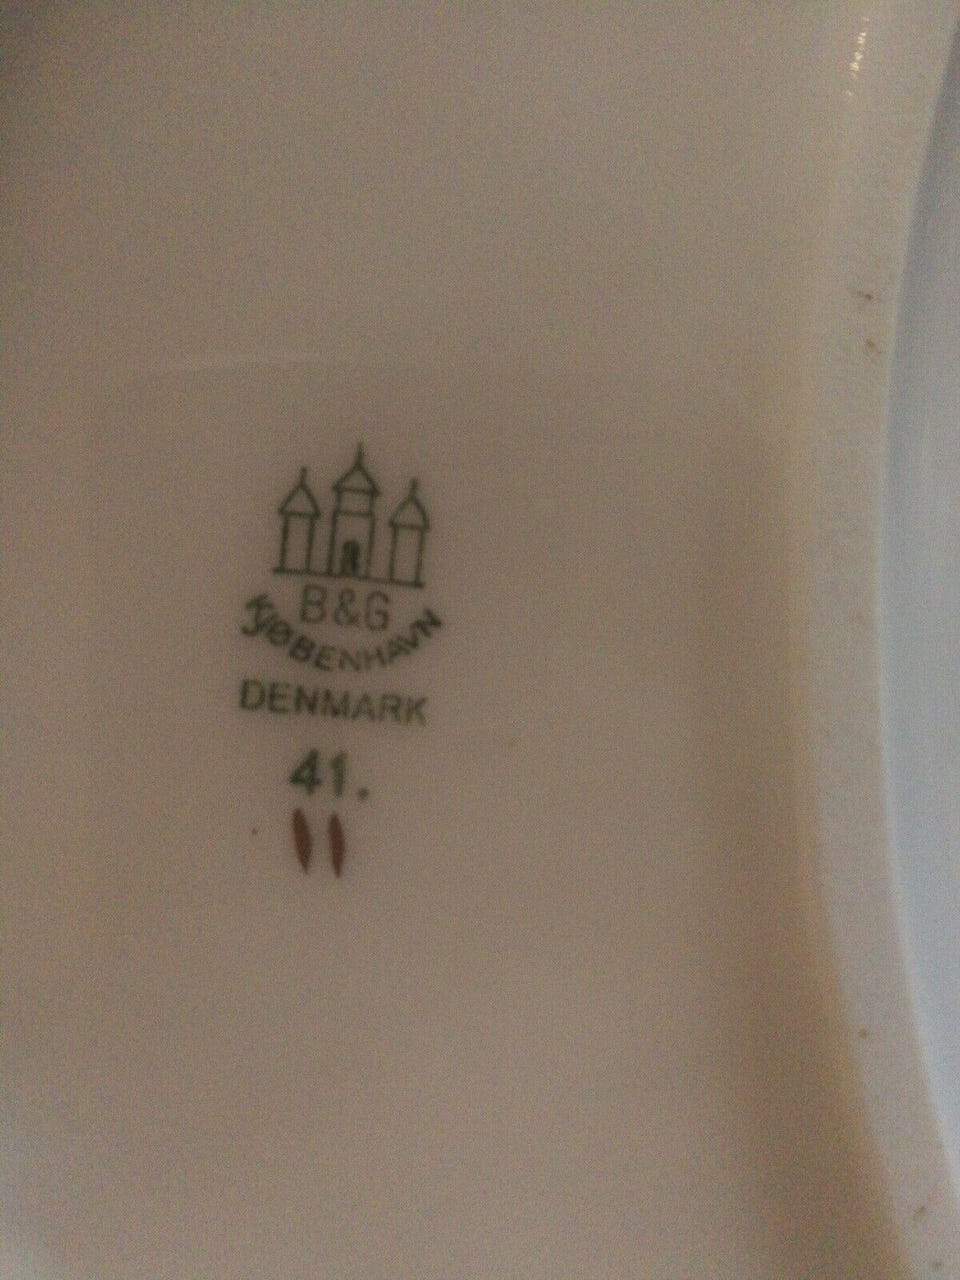 B&G
KJØBENHAVN
DENMARK
41.